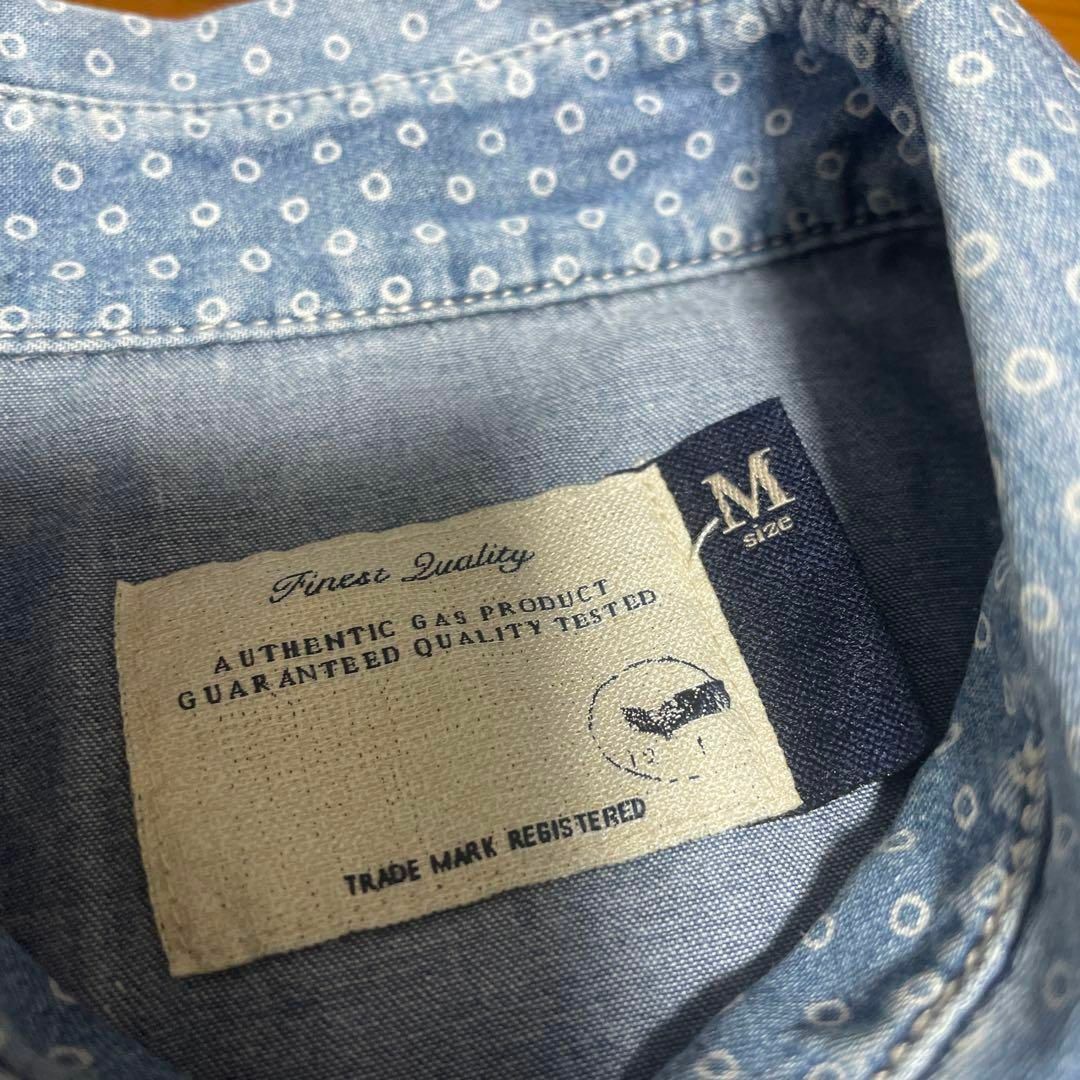 M
size
Finest Quality
AUTHENTIC GAS PRODUCT
GUARANTEED QUALITY TESTED
TRADE MARK REGISTERED